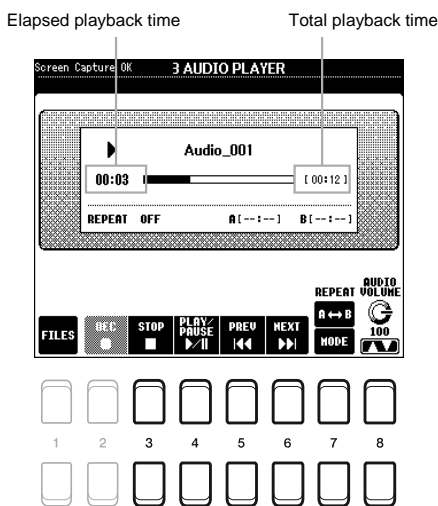 Elapsed playback time
Total playback time
Screen Capture OK
3 AUDIO PLAYER
Audio_001
00:03
[ 00:12 ]
REPEAT OFF
A[--:--] B[--:--]
REPEAT
AUDIO VOLUME
FILES
REC
STOP
PLAY/PAUSE
PREV
NEXT
A↔B
MODE
100
1 2 3 4 5 6 7 8